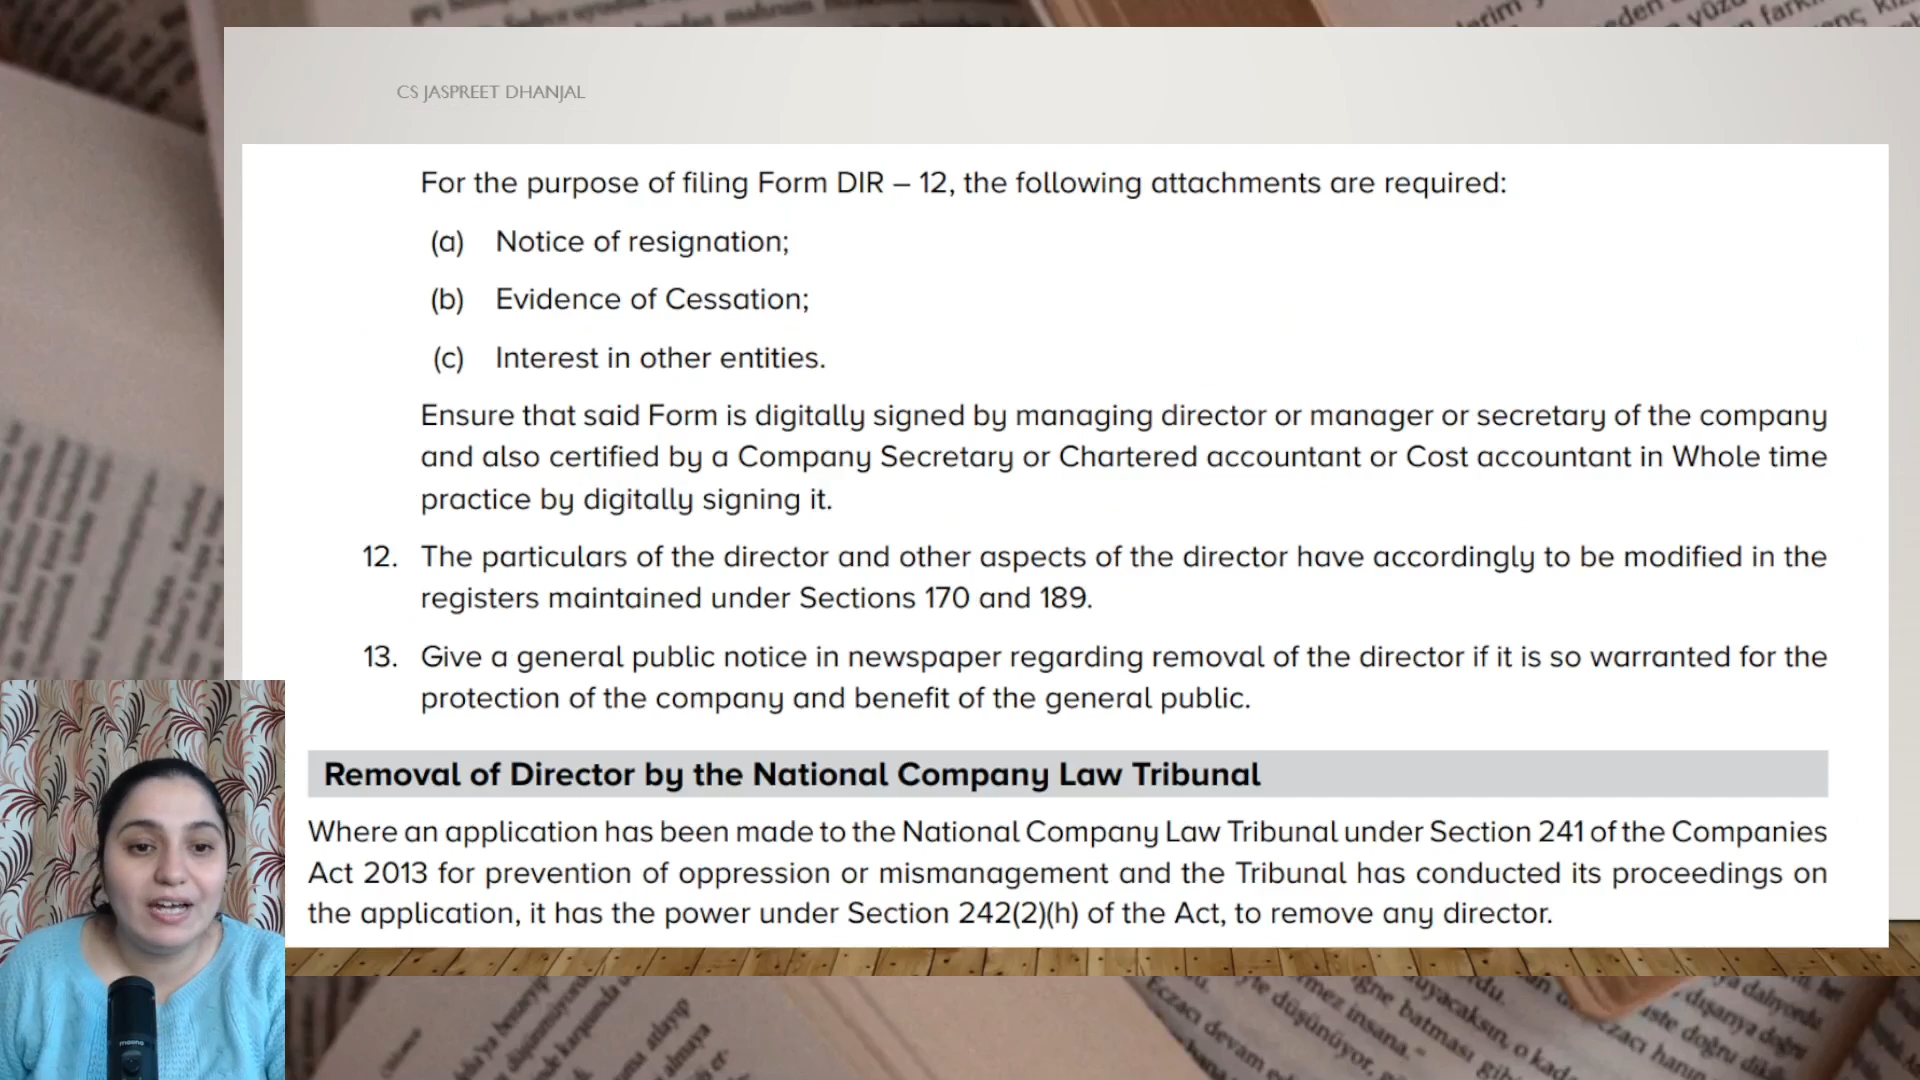 CS JASPREET DHANJAL
For the purpose of filing Form DIR – 12, the following attachments are required:
(a) Notice of resignation;
(b) Evidence of Cessation;
(c) Interest in other entities.
Ensure that said Form is digitally signed by managing director or manager or secretary of the company
and also certified by a Company Secretary or Chartered accountant or Cost accountant in Whole time
practice by digitally signing it.
12. The particulars of the director and other aspects of the director have accordingly to be modified in the
registers maintained under Sections 170 and 189.
13. Give a general public notice in newspaper regarding removal of the director if it is so warranted for the
protection of the company and benefit of the general public.
Removal of Director by the National Company Law Tribunal
Where an application has been made to the National Company Law Tribunal under Section 241 of the Companies
Act 2013 for prevention of oppression or mismanagement and the Tribunal has conducted its proceedings on
the application, it has the power under Section 242(2)(h) of the Act, to remove any director.
maono